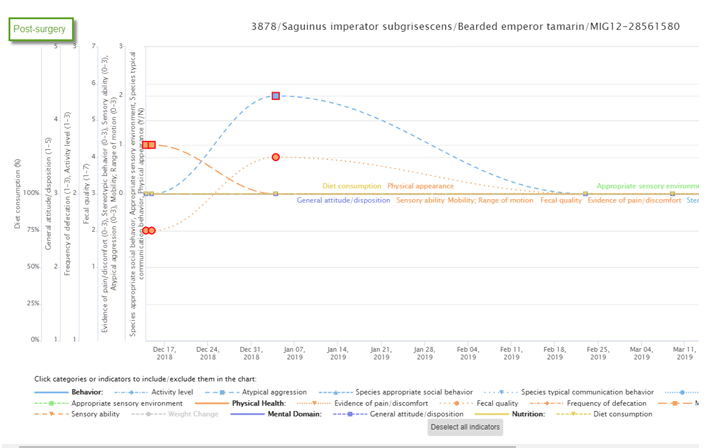 Post-surgery
3878/Saguinus imperator subgrisescens/Bearded emperor tamarin/MIG12-28561580
Diet consumption (%)
100%
75%
50%
25%
0%
General attitude/disposition (1-5)
5
4
3
2
1
Frequency of defecation (1-3), Activity level (1-3)
3
2
1
Fecal quality (1-7)
7
6
5
4
3
2
1
Evidence of pain/discomfort (0-3), Stereotypic behavior (0-3), Sensory ability (0-3),
Atypical aggression (0-3), Mobility; Range of motion (0-3)
3
2
1
0
Species appropriate social behavior, Appropriate sensory environment, Species typical
communication behavior, Physical appearance (Y/N)
Diet consumption Physical appearance Appropriate sensory environme
General attitude/disposition Sensory ability Mobility; Range of motion Fecal quality Evidence of pain/discomfort Ster
Dec 17, 2018
Dec 24, 2018
Dec 31, 2018
Jan 07, 2019
Jan 14, 2019
Jan 21, 2019
Jan 28, 2019
Feb 04, 2019
Feb 11, 2019
Feb 18, 2019
Feb 25, 2019
Mar 04, 2019
Mar 11, 2019
Click categories or indicators to include/exclude them in the chart:
Behavior: Activity level Atypical aggression Species appropriate social behavior Species typical communication behavior
Appropriate sensory environment Physical Health: Evidence of pain/discomfort Fecal quality Frequency of defecation M
Sensory ability Weight Change Mental Domain: General attitude/disposition Nutrition: Diet consumption
Deselect all indicators